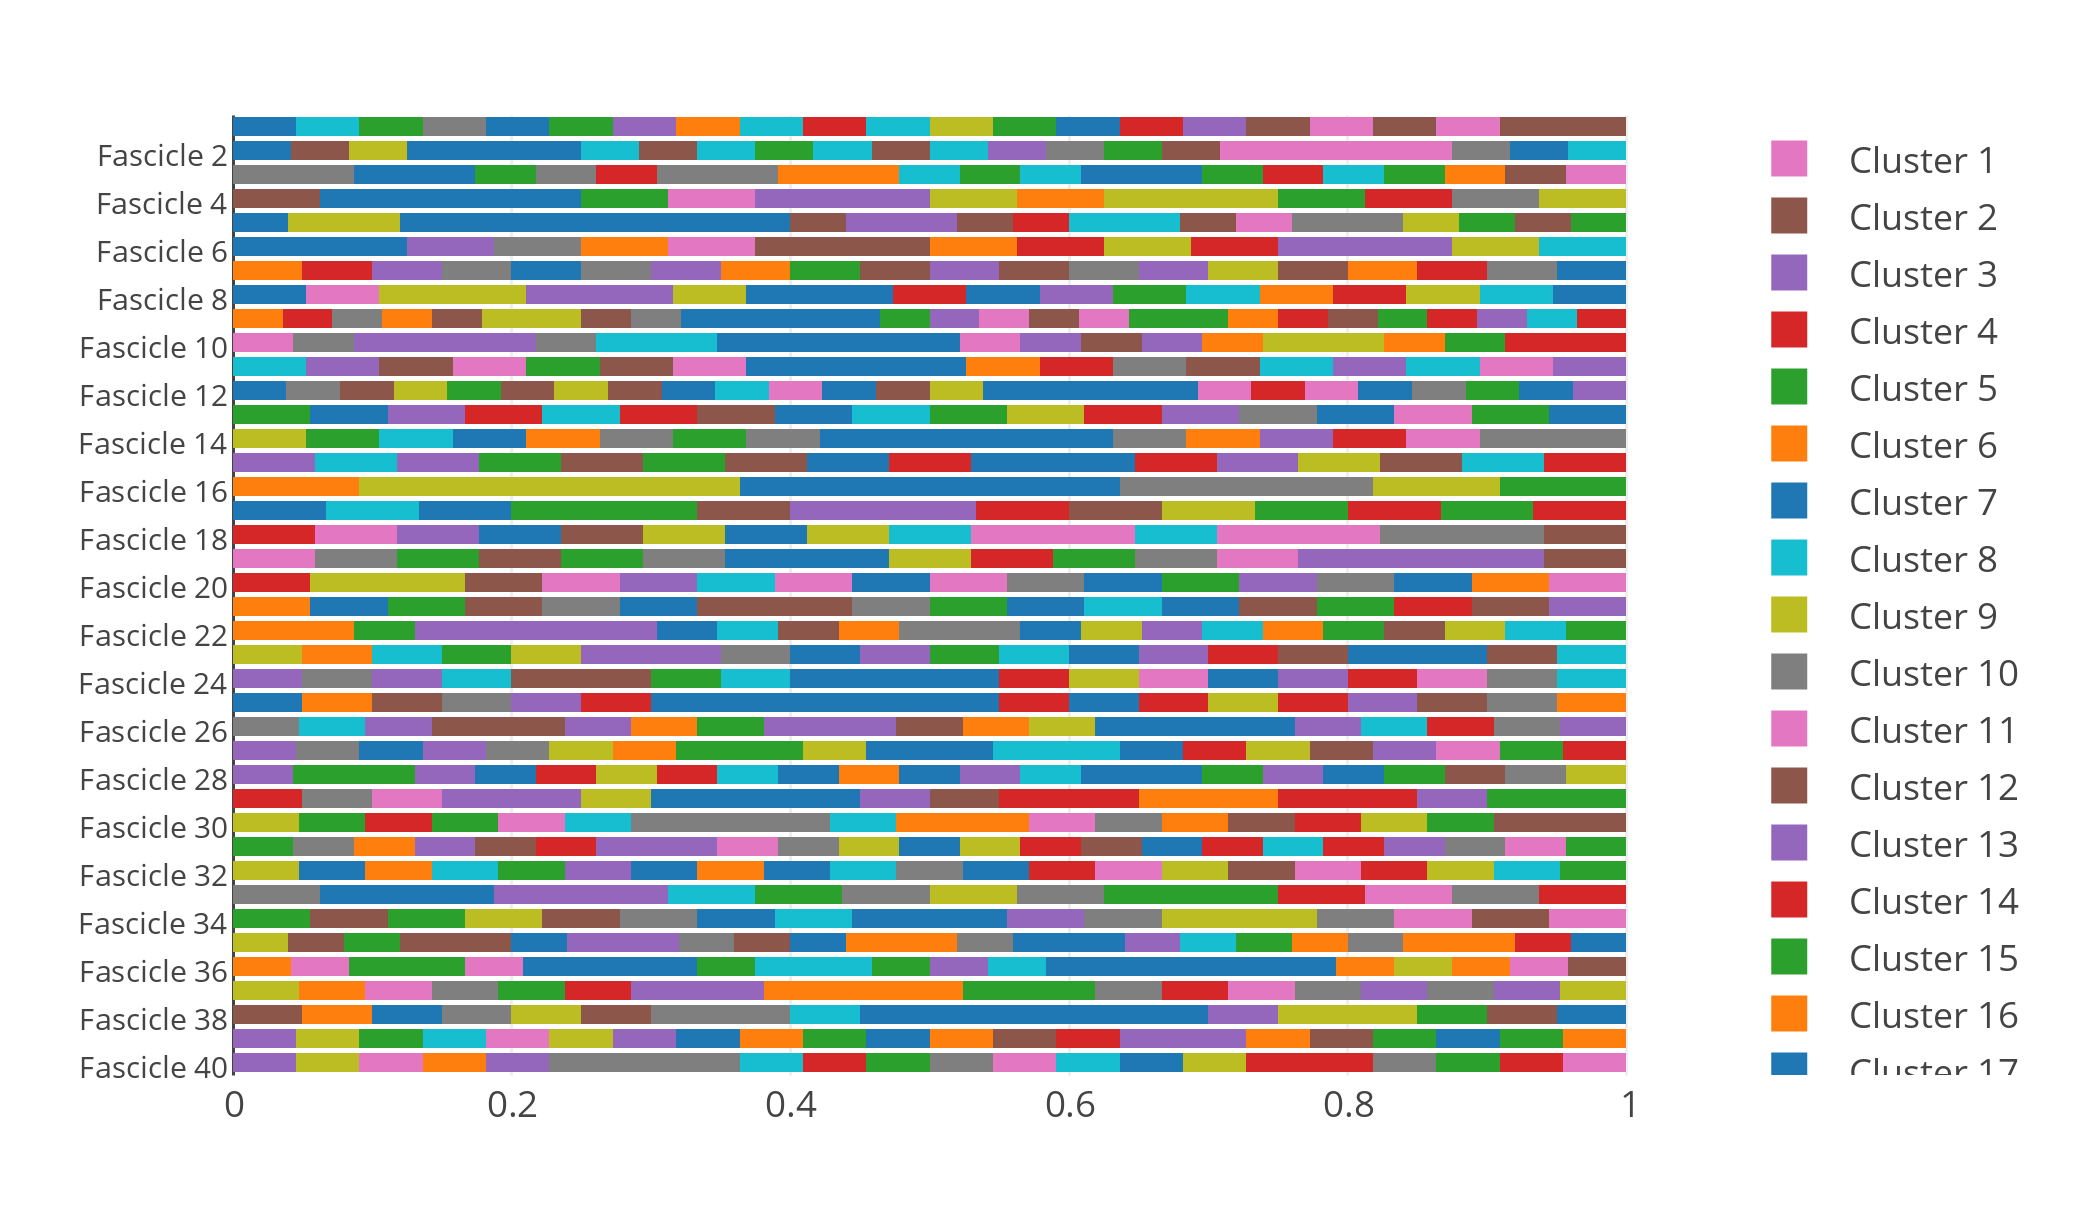 Fascicle 2
Fascicle 4
Fascicle 6
Fascicle 8
Fascicle 10
Fascicle 12
Fascicle 14
Fascicle 16
Fascicle 18
Fascicle 20
Fascicle 22
Fascicle 24
Fascicle 26
Fascicle 28
Fascicle 30
Fascicle 32
Fascicle 34
Fascicle 36
Fascicle 38
Fascicle 40
0 0.2 0.4 0.6 0.8 1
Cluster 1
Cluster 2
Cluster 3
Cluster 4
Cluster 5
Cluster 6
Cluster 7
Cluster 8
Cluster 9
Cluster 10
Cluster 11
Cluster 12
Cluster 13
Cluster 14
Cluster 15
Cluster 16
Cluster 17